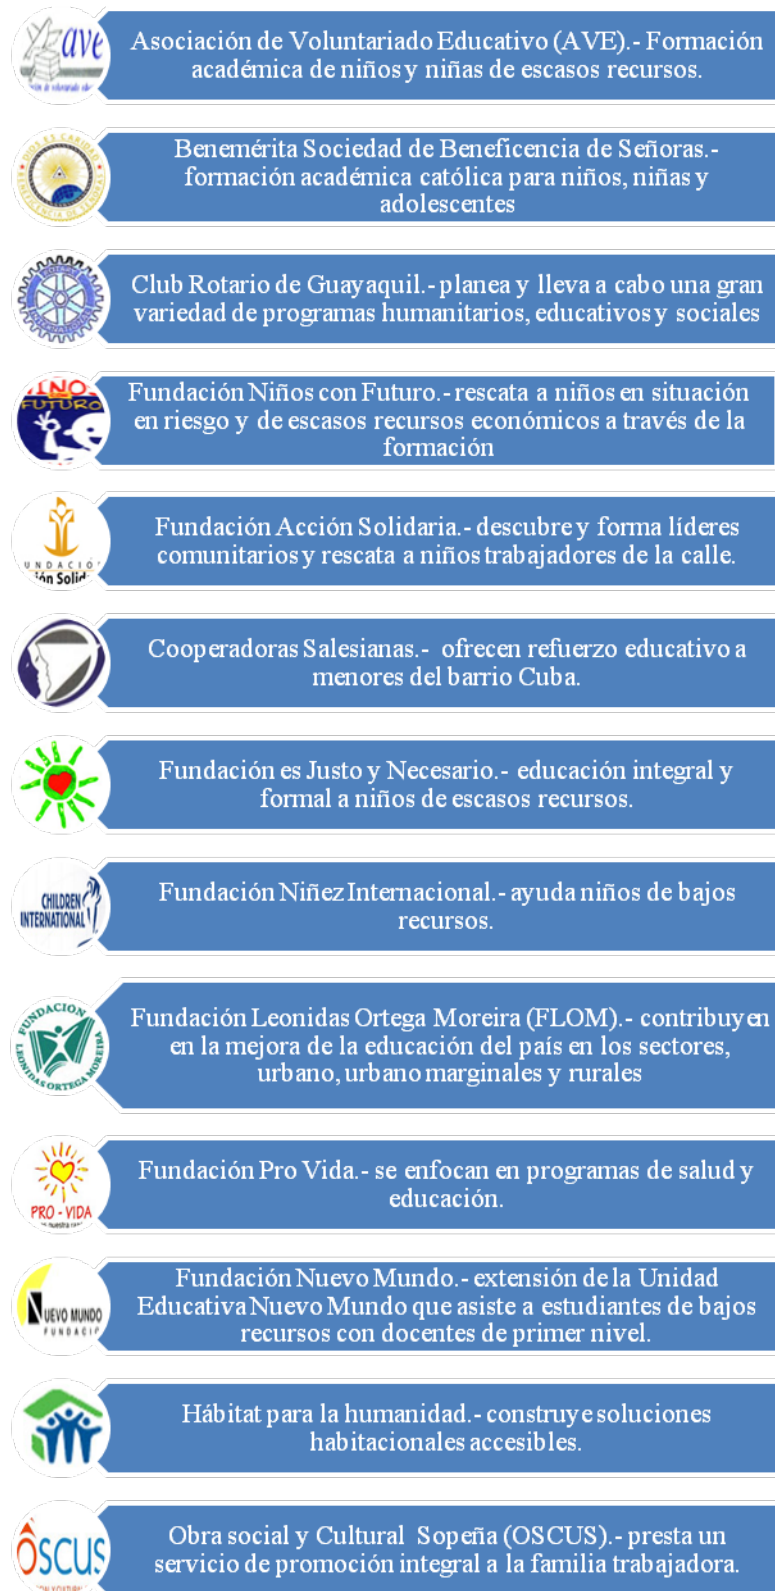 ave
Asociación de Voluntariado Educativo (AVE).- Formación
académica de niños y niñas de escasos recursos.
DIOS ES CARIDAD
BENEFICENCIA DE SEÑORAS
Benemérita Sociedad de Beneficencia de Señoras.-
formación académica católica para niños, niñas y
adolescentes
Club Rotario de Guayaquil.- planea y lleva a cabo una gran
variedad de programas humanitarios, educativos y sociales
FUTURO
Fundación Niños con Futuro.- rescata a niños en situación
en riesgo y de escasos recursos económicos a través de la
formación
Fundación Acción Solidaria.- descubre y forma líderes
comunitarios y rescata a niños trabajadores de la calle.
Cooperadoras Salesianas.- ofrecen refuerzo educativo a
menores del barrio Cuba.
Fundación es Justo y Necesario.- educación integral y
formal a niños de escasos recursos.
CHILDREN
INTERNATIONAL
Fundación Niñez Internacional.- ayuda niños de bajos
recursos.
FUNDACION
LEONIDAS ORTEGA MOREIRA
Fundación Leonidas Ortega Moreira (FLOM).- contribuyen
en la mejora de la educación del país en los sectores,
urbano, urbano marginales y rurales
PRO - VIDA
Fundación Pro Vida.- se enfocan en programas de salud y
educación.
NUEVO MUNDO
Fundación Nuevo Mundo.- extensión de la Unidad
Educativa Nuevo Mundo que asiste a estudiantes de bajos
recursos con docentes de primer nivel.
Hábitat para la humanidad.- construye soluciones
habitacionales accesibles.
OSCUS
Obra social y Cultural Sopeña (OSCUS).- presta un
servicio de promoción integral a la familia trabajadora.